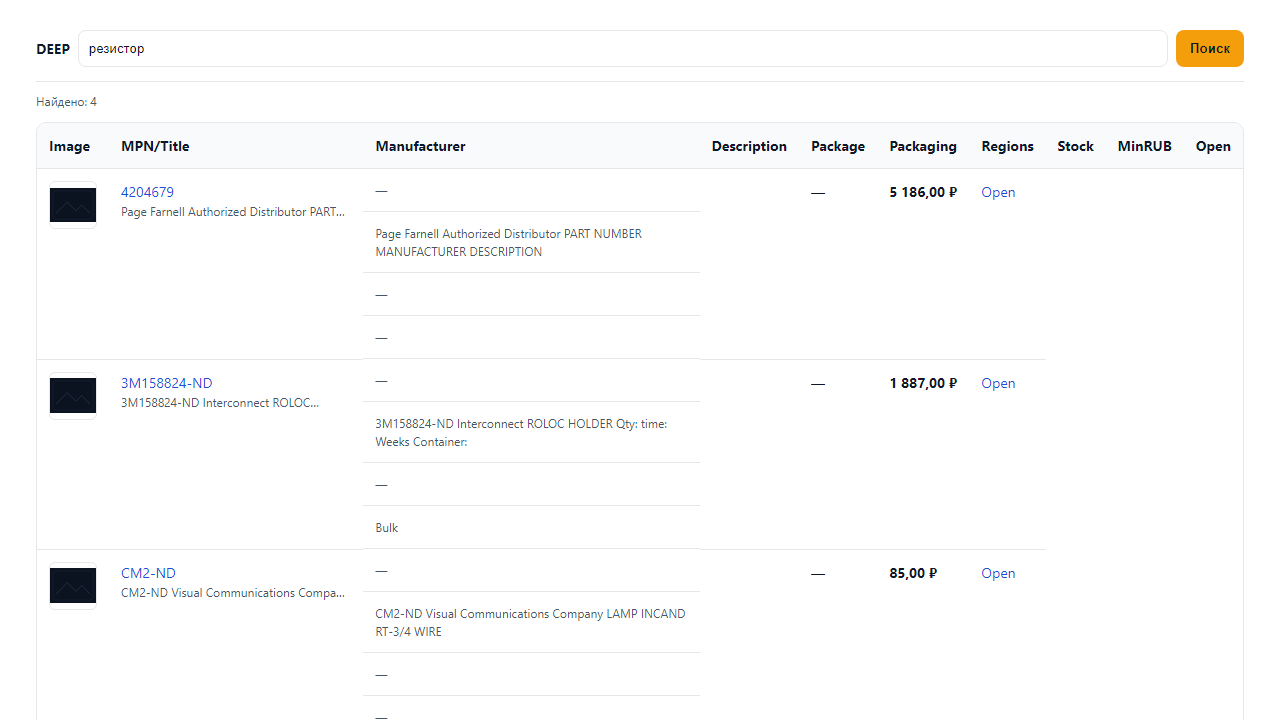 DEEP
резистор
Поиск
Найдено: 4
Image MPN/Title Manufacturer Description Package Packaging Regions Stock MinRUB Open
4204679
Page Farnell Authorized Distributor PART...
—
Page Farnell Authorized Distributor PART NUMBER
MANUFACTURER DESCRIPTION
—
—
— 5 186,00 ₽ Open
3M158824-ND
3M158824-ND Interconnect ROLOC...
—
3M158824-ND Interconnect ROLOC HOLDER Qty: time:
Weeks Container:
—
Bulk
— 1 887,00 ₽ Open
CM2-ND
CM2-ND Visual Communications Compa...
—
CM2-ND Visual Communications Company LAMP INCAND
RT-3/4 WIRE
—
—
— 85,00 ₽ Open